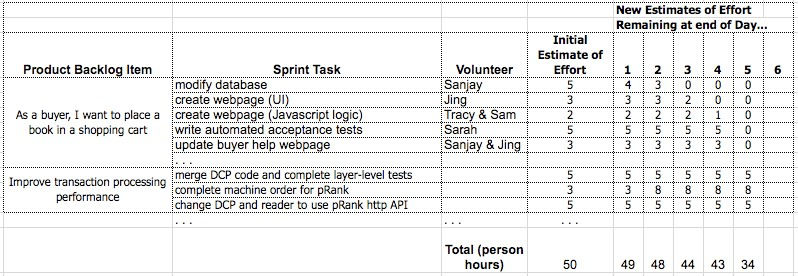 New Estimates of Effort
Remaining at end of Day...
Product Backlog Item Sprint Task Volunteer Initial Estimate of Effort 1 2 3 4 5 6
As a buyer, I want to place a book in a shopping cart
modify database Sanjay 5 4 3 0 0 0
create webpage (UI) Jing 3 3 3 2 0 0
create webpage (Javascript logic) Tracy & Sam 2 2 2 2 1 0
write automated acceptance tests Sarah 5 5 5 5 5 0
update buyer help webpage Sanjay & Jing 3 3 3 3 3 0
. . .
Improve transaction processing performance
merge DCP code and complete layer-level tests 5 5 5 5 5 5
complete machine order for pRank 3 3 8 8 8 8
change DCP and reader to use pRank http API 5 5 5 5 5 5
. . . . . . . . .
Total (person hours) 50 49 48 44 43 34